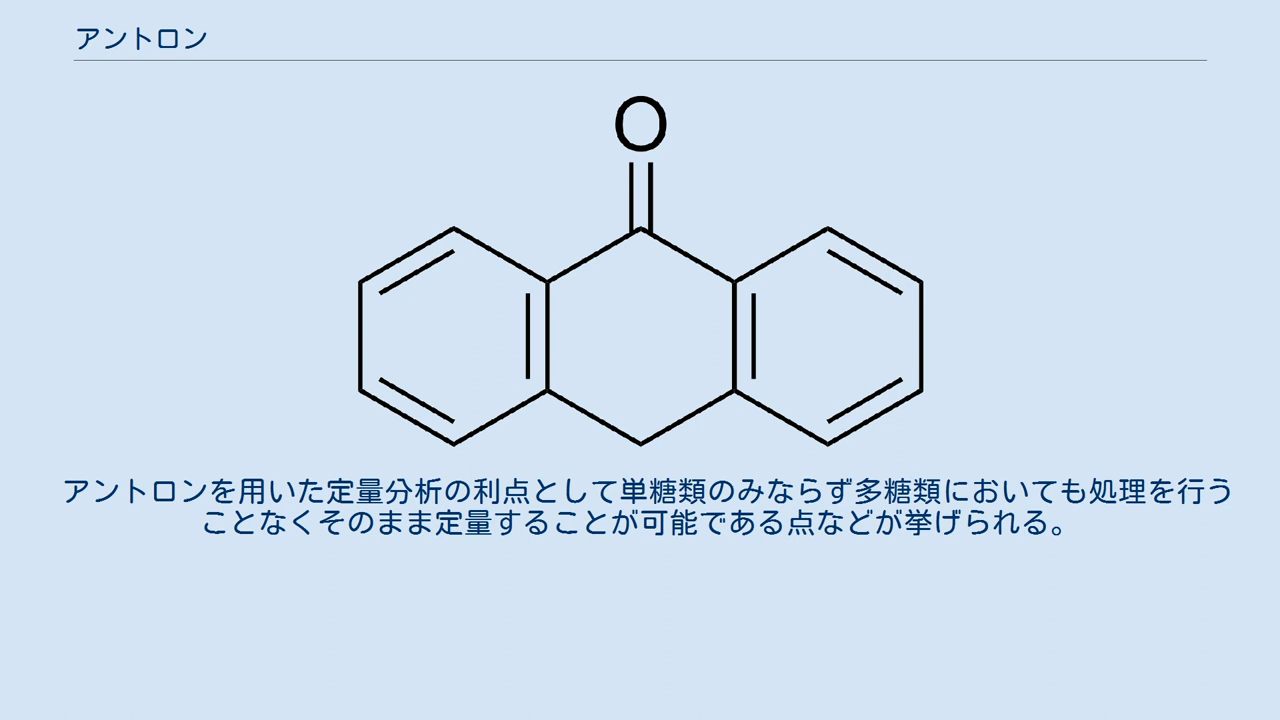 アントロン
O
アントロンを用いた定量分析の利点として単糖類のみならず多糖類においても処理を行う
ことなくそのまま定量することが可能である点などが挙げられる。